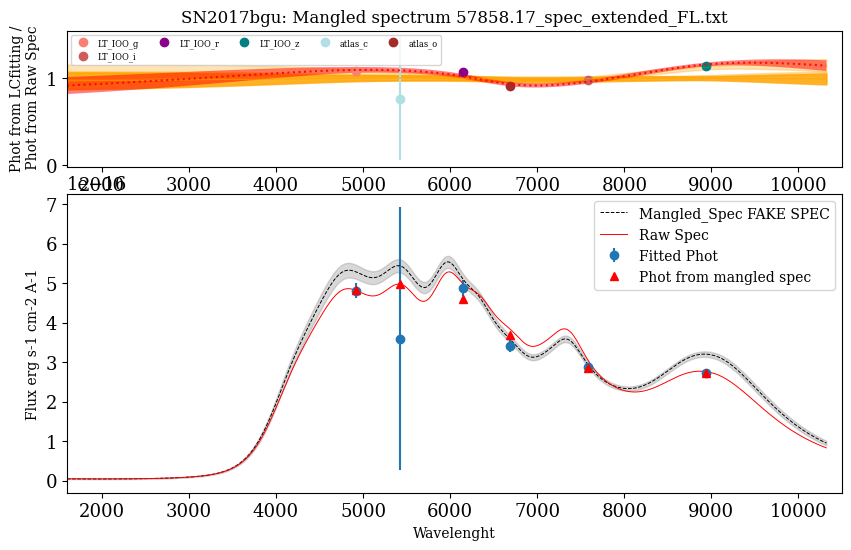 SN2017bgu: Mangled spectrum 57858.17_spec_extended_FL.txt
Phot from LCfitting /
Phot from Raw Spec
LT_IOO_g LT_IOO_r LT_IOO_z atlas_c atlas_o
LT_IOO_i
1
0
2000 3000 4000 5000 6000 7000 8000 9000 10000
1e−16
Flux erg s-1 cm-2 A-1
7
6
5
4
3
2
1
0
Mangled_Spec FAKE SPEC
Raw Spec
Fitted Phot
Phot from mangled spec
2000 3000 4000 5000 6000 7000 8000 9000 10000
Wavelenght